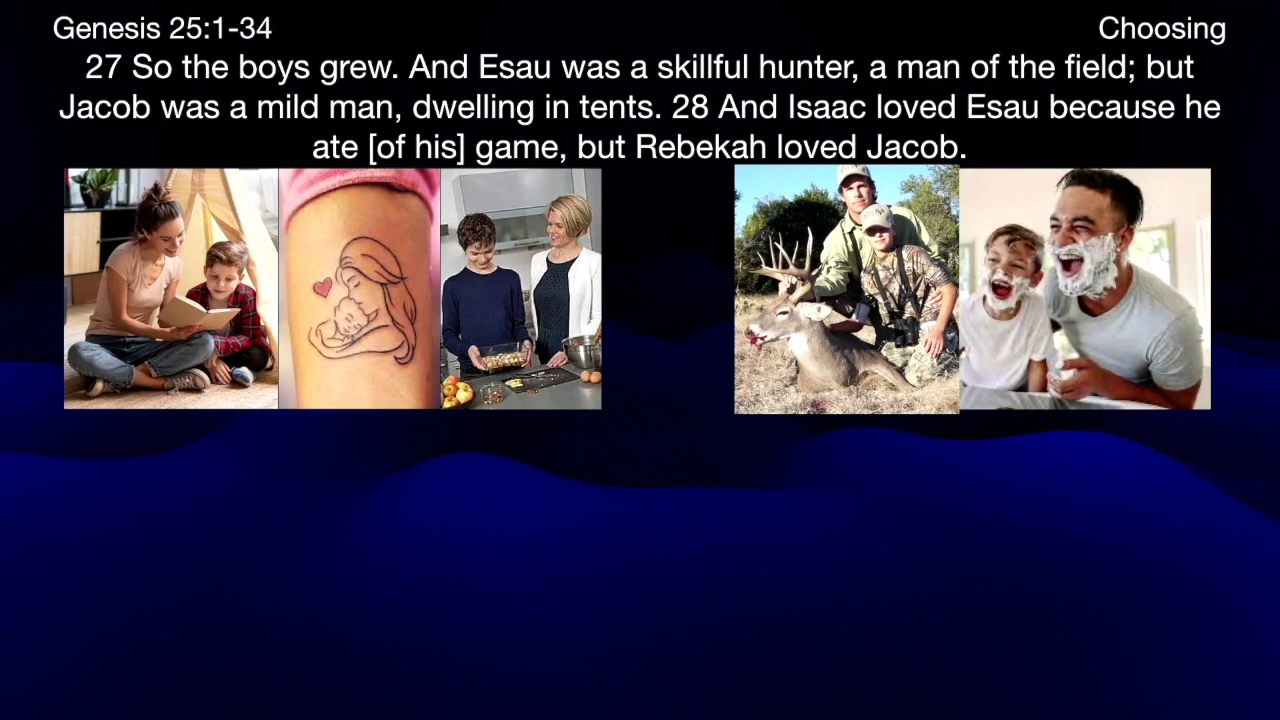 Genesis 25:1-34
Choosing
27 So the boys grew. And Esau was a skillful hunter, a man of the field; but
Jacob was a mild man, dwelling in tents. 28 And Isaac loved Esau because he
ate [of his] game, but Rebekah loved Jacob.